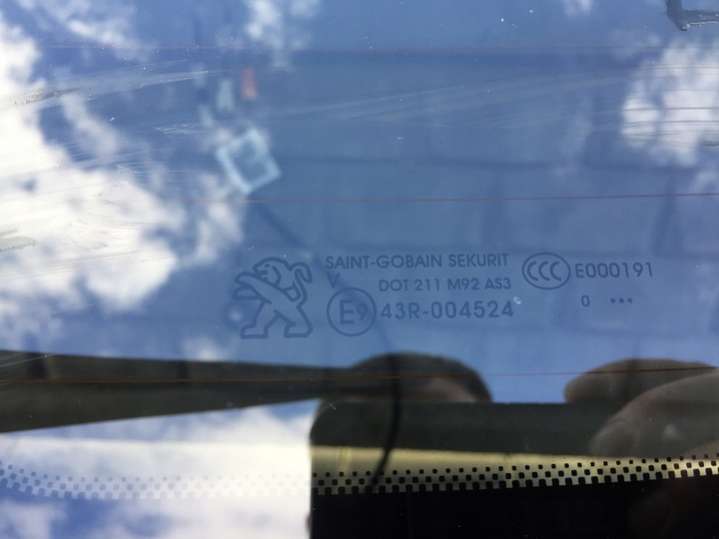 SAINT-GOBAIN SEKURIT
V
DOT 211 M92 AS3
E9 43R-004524
CCC E000191
0 •••